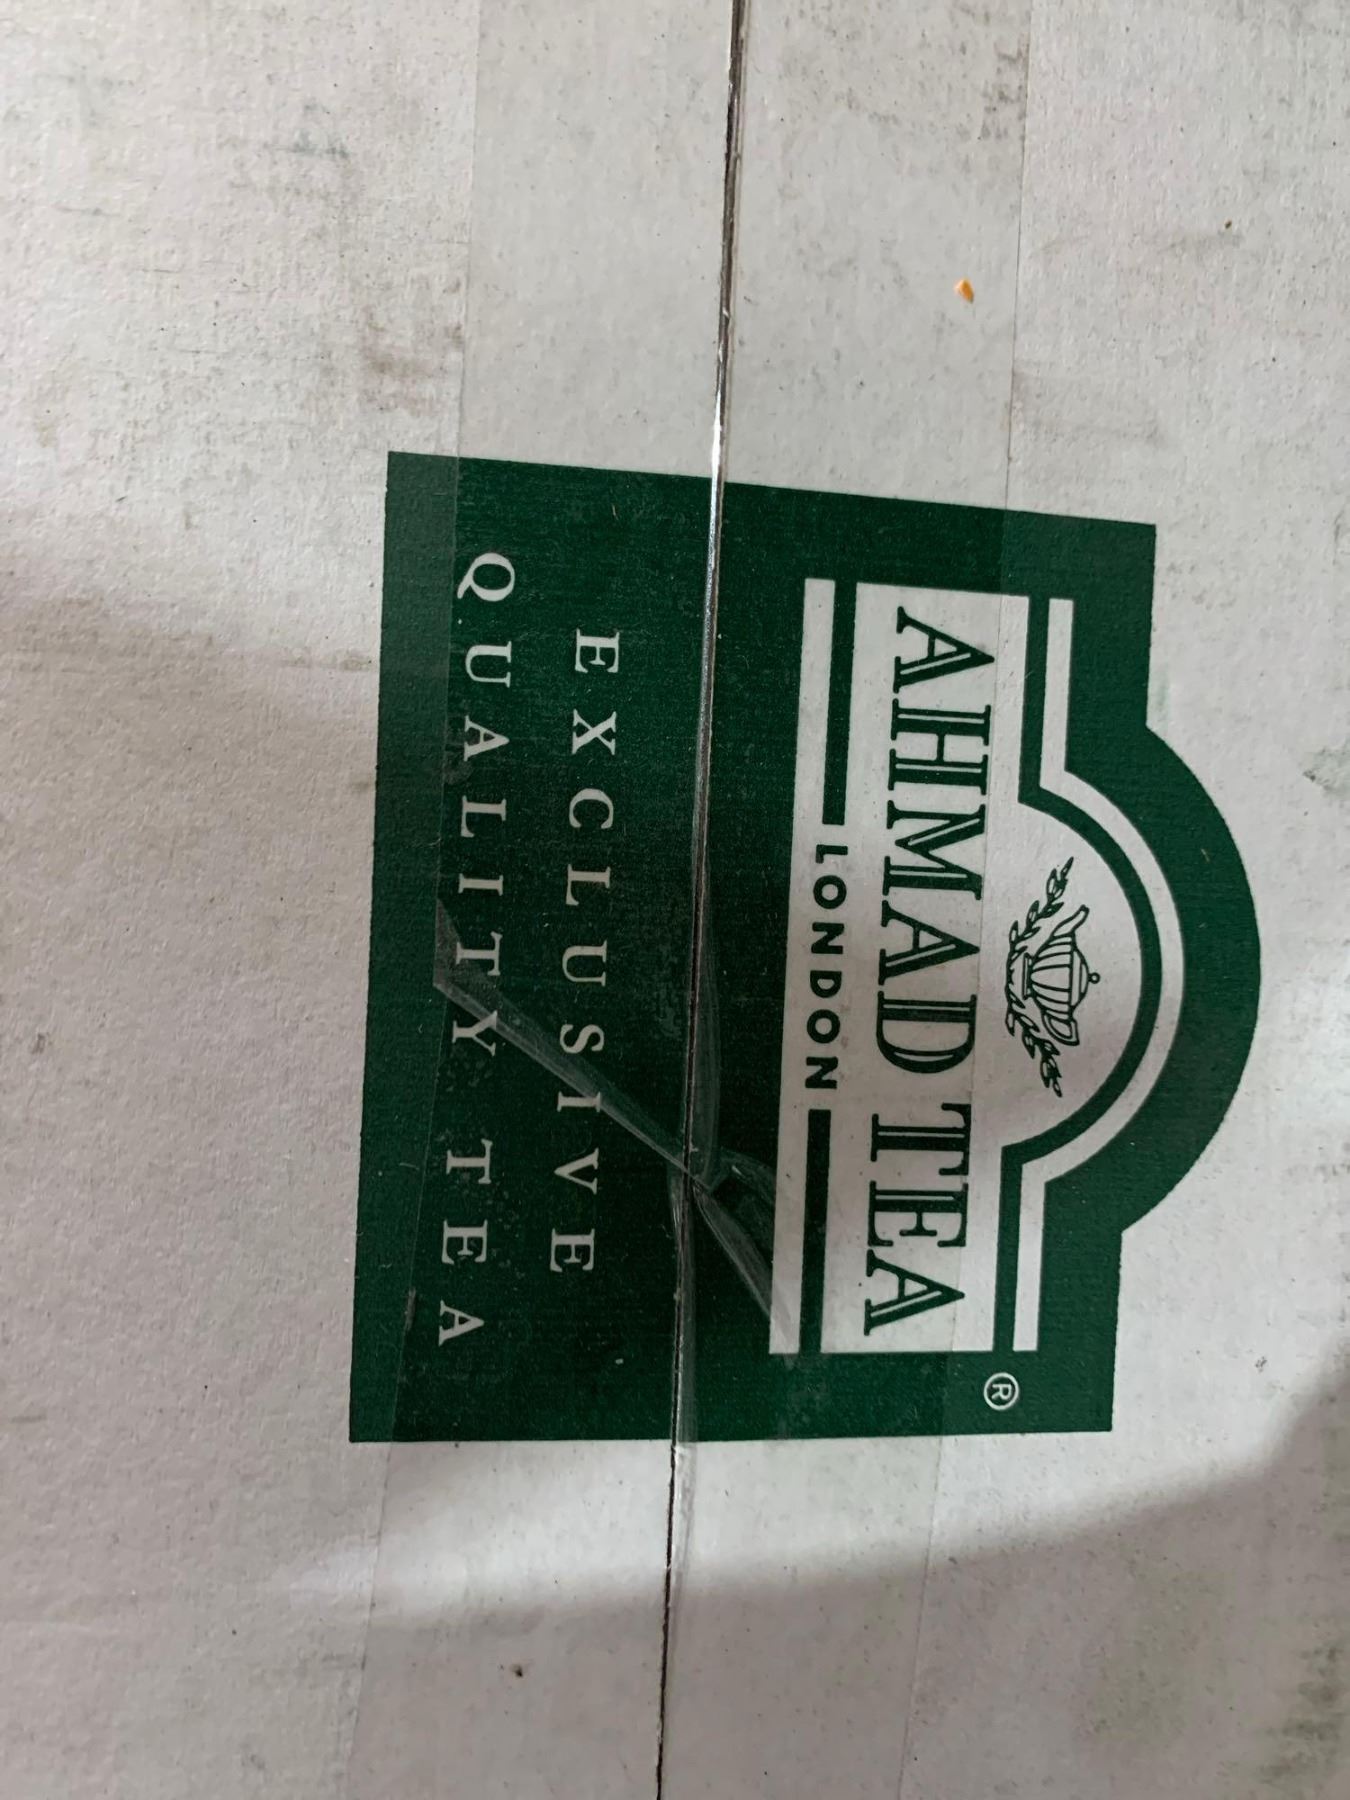 AHMAD TEA
LONDON
®
EXCLUSIVE
QUALITY TEA